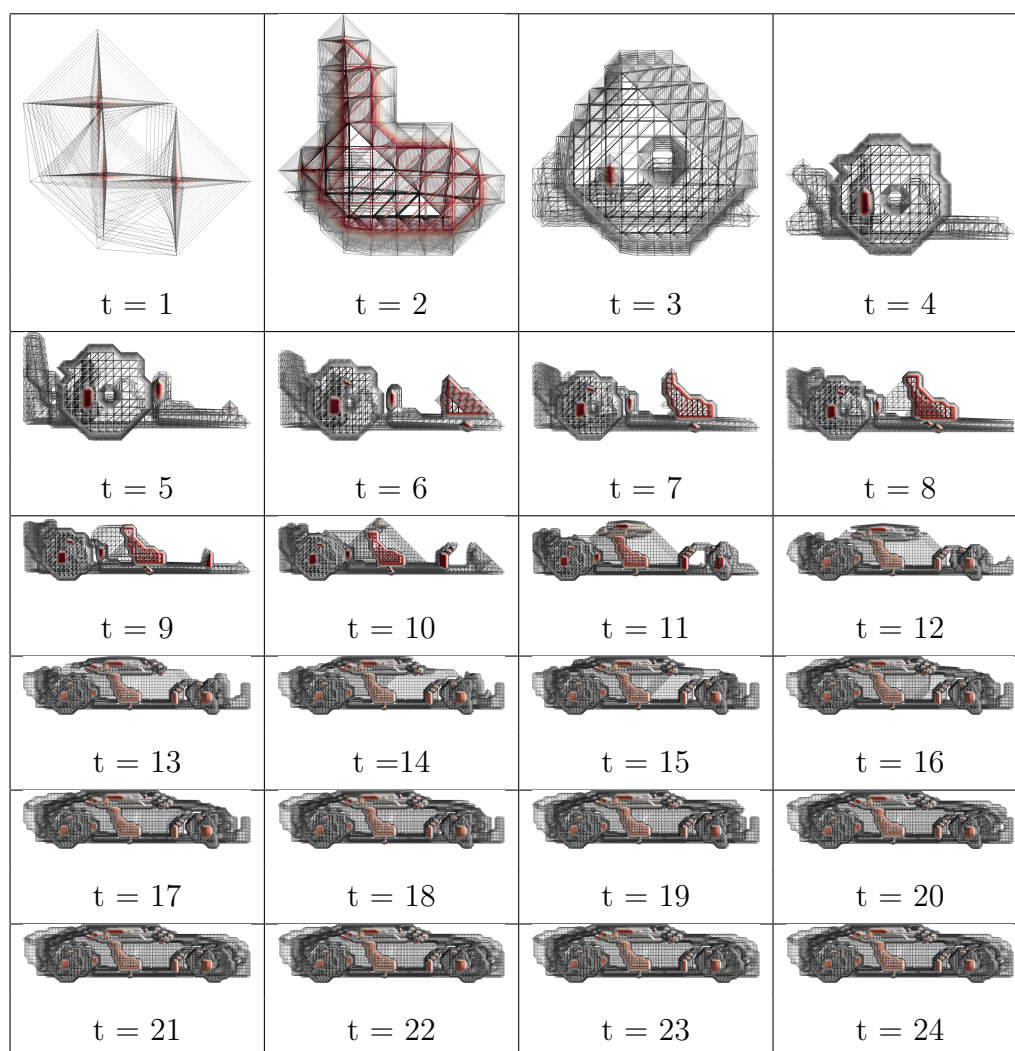 t = 1 t = 2 t = 3 t = 4
t = 5 t = 6 t = 7 t = 8
t = 9 t = 10 t = 11 t = 12
t = 13 t =14 t = 15 t = 16
t = 17 t = 18 t = 19 t = 20
t = 21 t = 22 t = 23 t = 24